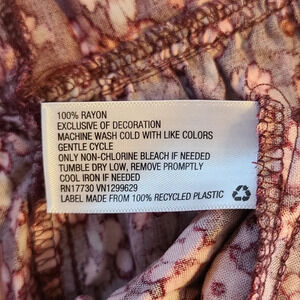 100% RAYON
EXCLUSIVE OF DECORATION
MACHINE WASH COLD WITH LIKE COLORS
GENTLE CYCLE
ONLY NON-CHLORINE BLEACH IF NEEDED
TUMBLE DRY LOW, REMOVE PROMPTLY
COOL IRON IF NEEDED
RN17730 VN1299629
LABEL MADE FROM 100% RECYCLED PLASTIC